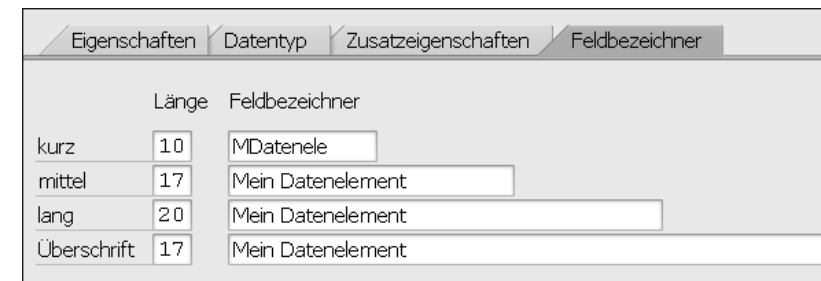 Eigenschaften Datentyp Zusatzeigenschaften Feldbezeichner
Länge Feldbezeichner
kurz 10 MDatenele
mittel 17 Mein Datenelement
lang 20 Mein Datenelement
Überschrift 17 Mein Datenelement